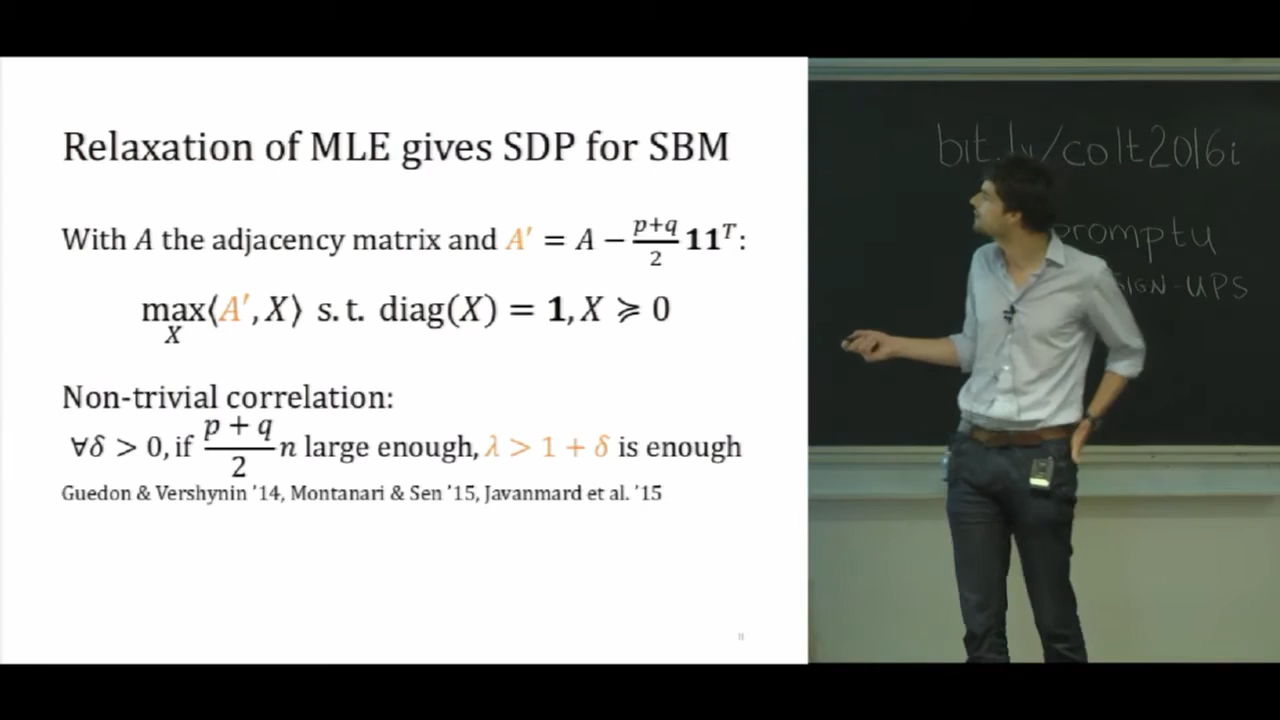 Relaxation of MLE gives SDP for SBM
With A the adjacency matrix and A′ = A − p+q/2 11ᵀ:
max_X ⟨A′, X⟩ s.t. diag(X) = 1, X ≽ 0
Non-trivial correlation:
∀δ > 0, if p + q/2 n large enough, λ > 1 + δ is enough
Guedon & Vershynin '14, Montanari & Sen '15, Javanmard et al. '15
bit.ly/colt2016i
promptu
SIGN-UPS